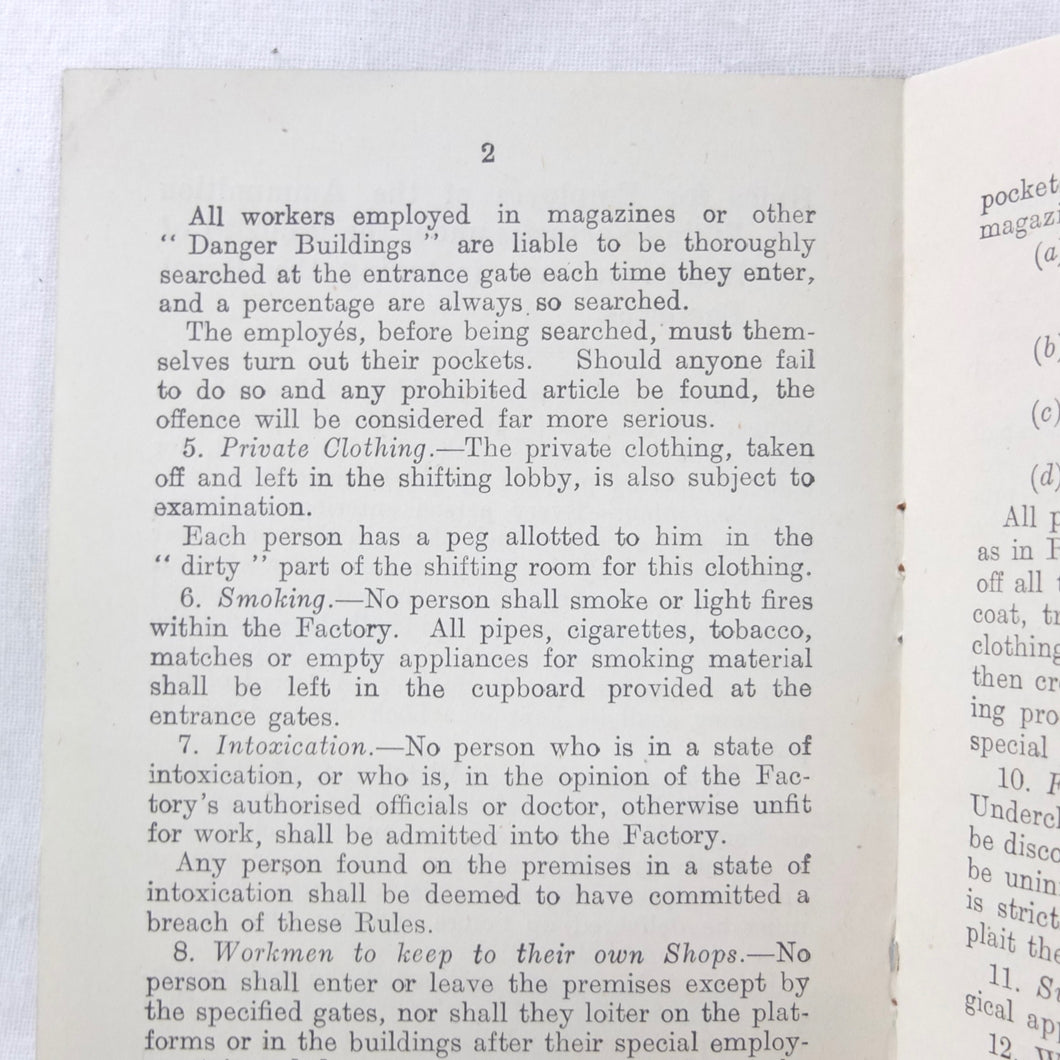 2
All workers employed in magazines or other
“ Danger Buildings ” are liable to be thoroughly
searched at the entrance gate each time they enter,
and a percentage are always so searched.
The employés, before being searched, must them-
selves turn out their pockets. Should anyone fail
to do so and any prohibited article be found, the
offence will be considered far more serious.
5. Private Clothing.—The private clothing, taken
off and left in the shifting lobby, is also subject to
examination.
Each person has a peg allotted to him in the
“ dirty ” part of the shifting room for this clothing.
6. Smoking.—No person shall smoke or light fires
within the Factory. All pipes, cigarettes, tobacco,
matches or empty appliances for smoking material
shall be left in the cupboard provided at the
entrance gates.
7. Intoxication.—No person who is in a state of
intoxication, or who is, in the opinion of the Fac-
tory's authorised officials or doctor, otherwise unfit
for work, shall be admitted into the Factory.
Any person found on the premises in a state of
intoxication shall be deemed to have committed a
breach of these Rules.
8. Workmen to keep to their own Shops.—No
person shall enter or leave the premises except by
the specified gates, nor shall they loiter on the plat-
forms or in the buildings after their special employ-
pocket
magazi
(a
(b)
(c)
(d)
All p
as in
off all
coat, tr
clothing
then cr
ing pro
special
10.
Undercl
be disco
be unin
is strict
plait the
11. S
gical app
12.